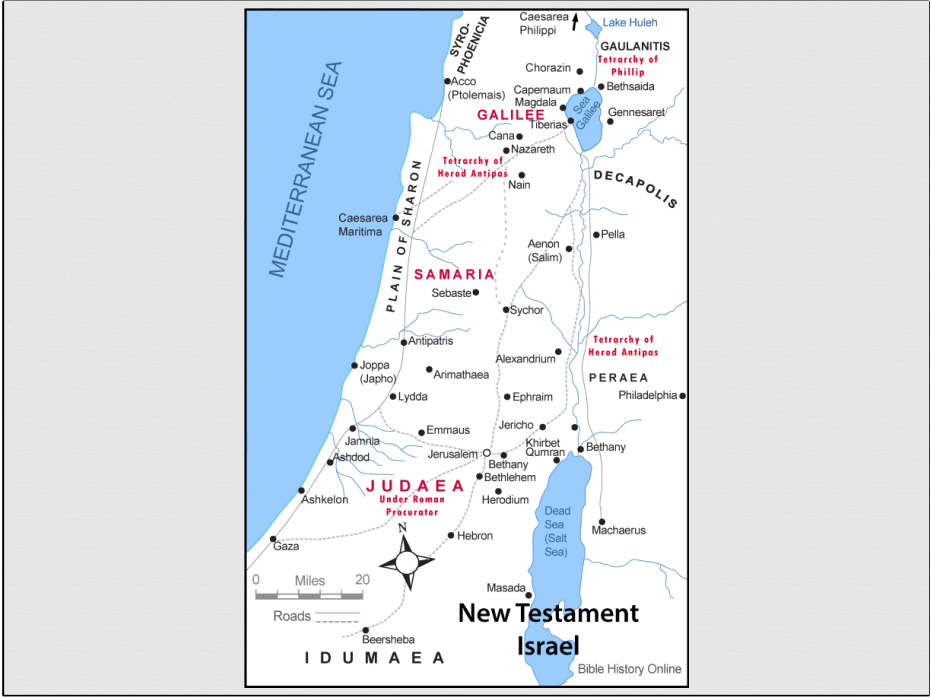 Caesarea
Philippi
Lake Huleh
SYRO-
PHOENICIA
GAULANITIS
Tetrarchy of
Phillip
Chorazin
Acco
(Ptolemais)
Capernaum
Bethsaida
Magdala
Sea
Galilee
GALILEE
Tiberias
Gennesaret
MEDITERRANEAN SEA
Cana
Nazareth
Tetrarchy of
Herod Antipas
Nain
DECAPOLIS
PLAIN OF SHARON
Caesarea
Maritima
Pella
Aenon
(Salim)
SAMARIA
Sebaste
Sychor
Antipatris
Tetrarchy of
Herod Antipas
Alexandrium
Joppa
(Japho)
Arimathaea
PERAEA
Lydda
Ephraim
Philadelphia
Emmaus
Jericho
Jamnia
Khirbet
Qumran
Bethany
Jerusalem
Ashdod
Bethany
Bethlehem
JUDAEA
Under Roman
Procurator
Herodium
Ashkelon
Dead
Sea
(Salt
Sea)
Machaerus
N
Hebron
Gaza
0 Miles 20
Masada
Roads
New Testament
Israel
Beersheba
IDUMAEA
Bible History Online